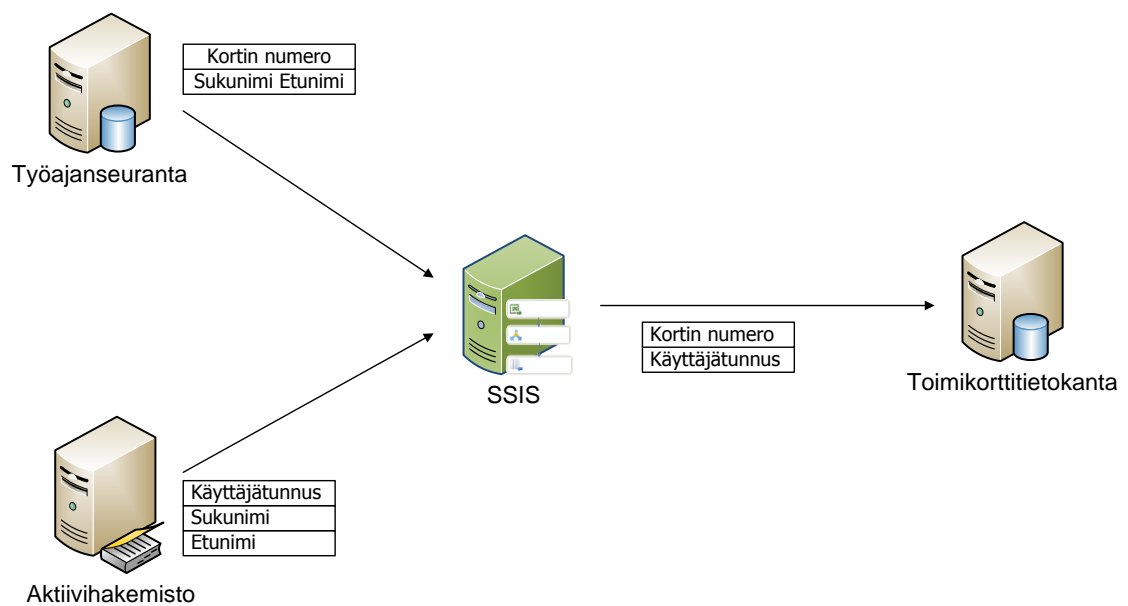 Kortin numero
Sukunimi Etunimi
Työajanseuranta
SSIS
Kortin numero
Käyttäjätunnus
Toimikorttitietokanta
Käyttäjätunnus
Sukunimi
Etunimi
Aktiivihakemisto